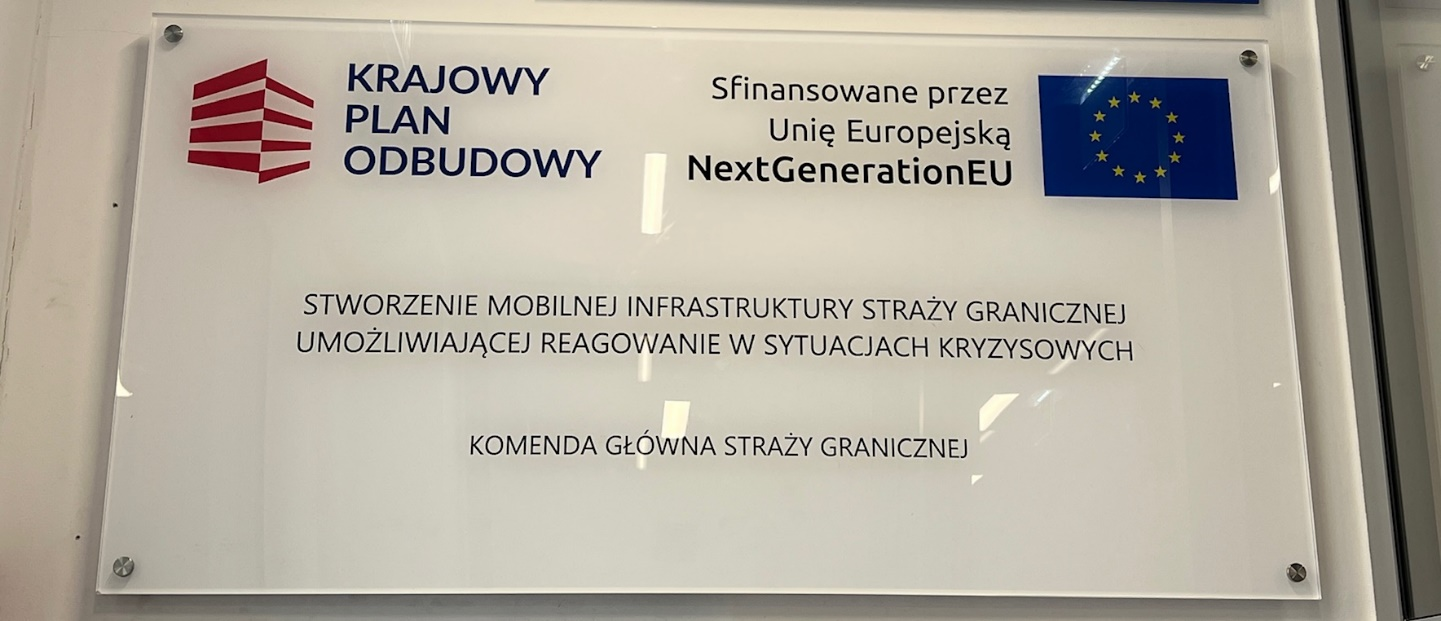 KRAJOWY
PLAN
ODBUDOWY
Sfinansowane przez
Unię Europejską
NextGenerationEU
STWORZENIE MOBILNEJ INFRASTRUKTURY STRAŻY GRANICZNEJ
UMOŻLIWIAJĄCEJ REAGOWANIE W SYTUACJACH KRYZYSOWYCH
KOMENDA GŁÓWNA STRAŻY GRANICZNEJ